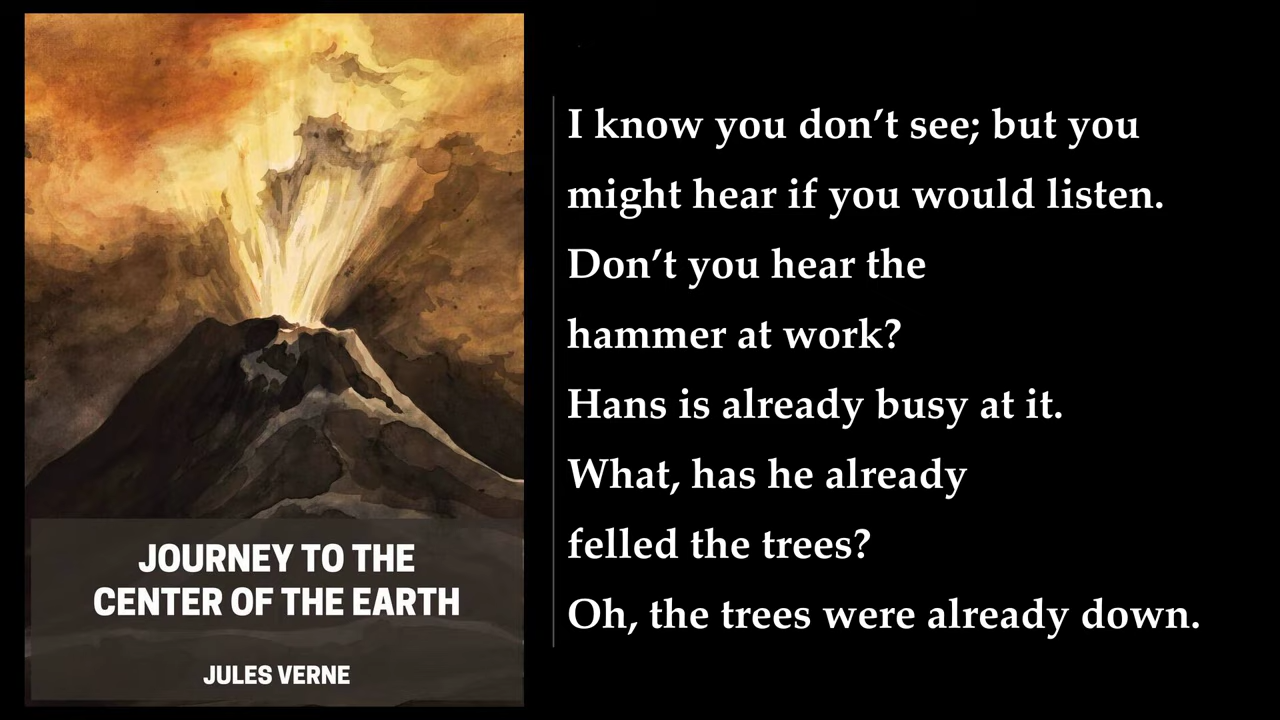 JOURNEY TO THE
CENTER OF THE EARTH
JULES VERNE
I know you don’t see; but you
might hear if you would listen.
Don’t you hear the
hammer at work?
Hans is already busy at it.
What, has he already
felled the trees?
Oh, the trees were already down.